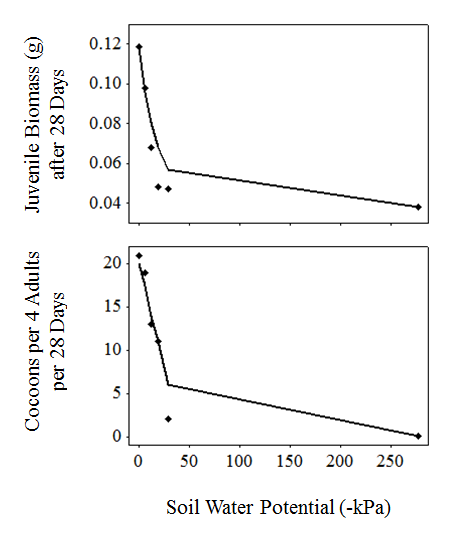 Juvenile Biomass (g)
after 28 Days
0.12
0.10
0.08
0.06
0.04
Cocoons per 4 Adults
per 28 Days
20
15
10
5
0
0 50 100 150 200 250
Soil Water Potential (-kPa)